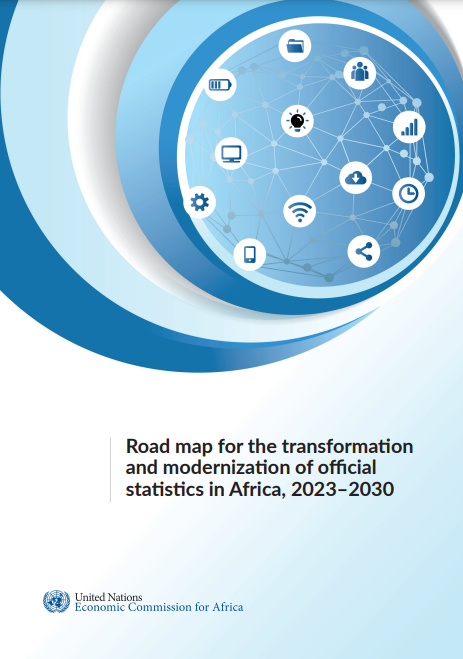 Road map for the transformation
and modernization of official
statistics in Africa, 2023–2030
United Nations
Economic Commission for Africa